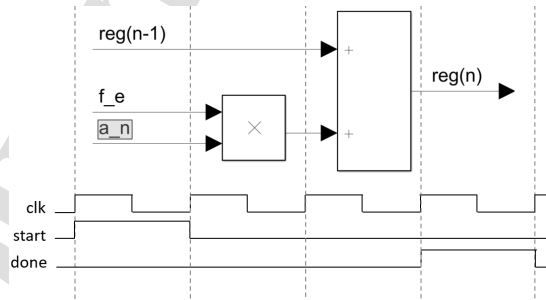 reg(n-1)
+
reg(n)
f_e
a_n
×
+
clk
start
done